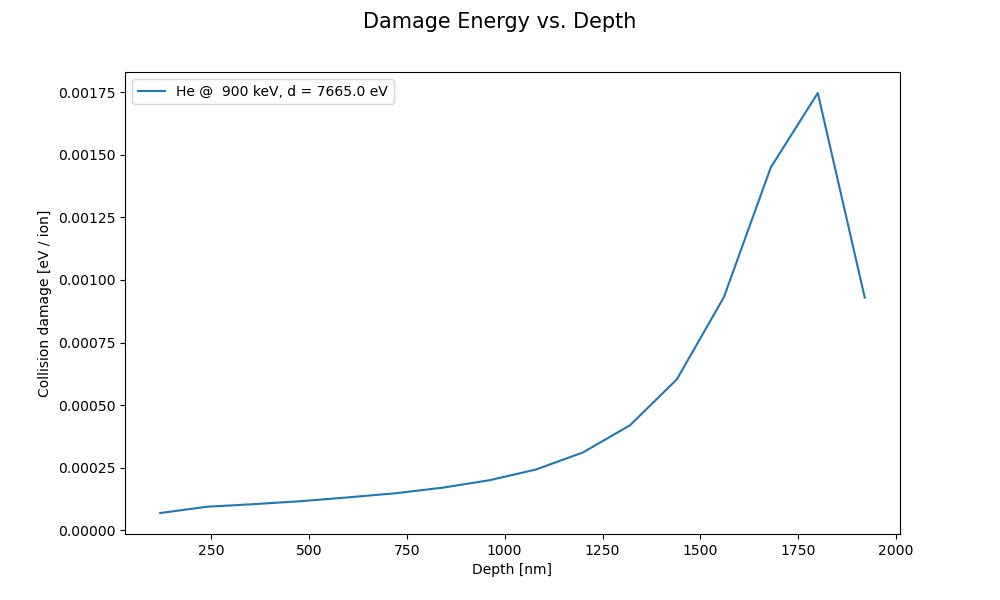 Damage Energy vs. Depth
He @  900 keV, d = 7665.0 eV
Collision damage [eV / ion]
0.00175
0.00150
0.00125
0.00100
0.00075
0.00050
0.00025
0.00000
250 500 750 1000 1250 1500 1750 2000
Depth [nm]